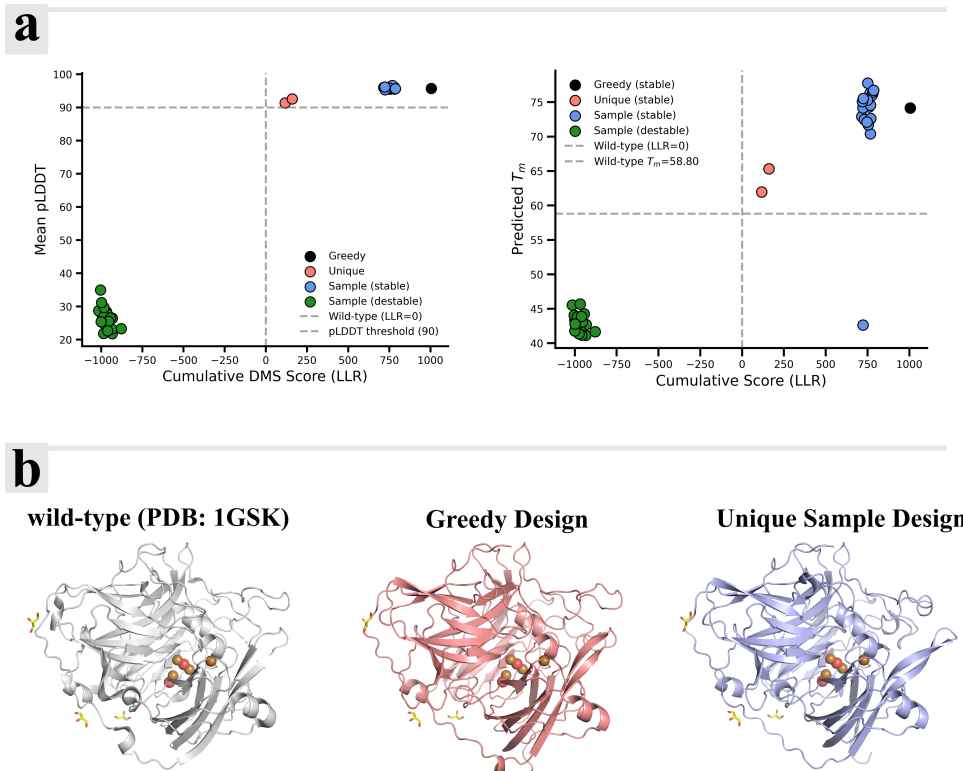 a
100
90
80
70
60
50
40
30
20
Mean pLDDT
Greedy
Unique
Sample (stable)
Sample (destable)
Wild-type (LLR=0)
pLDDT threshold (90)
−1000 −750 −500 −250 0 250 500 750 1000
Cumulative DMS Score (LLR)
75
70
65
60
55
50
45
40
Predicted Tm
Greedy (stable)
Unique (stable)
Sample (stable)
Sample (destable)
Wild-type (LLR=0)
Wild-type Tm=58.80
−1000 −750 −500 −250 0 250 500 750 1000
Cumulative Score (LLR)
b
wild-type (PDB: 1GSK)
Greedy Design
Unique Sample Design